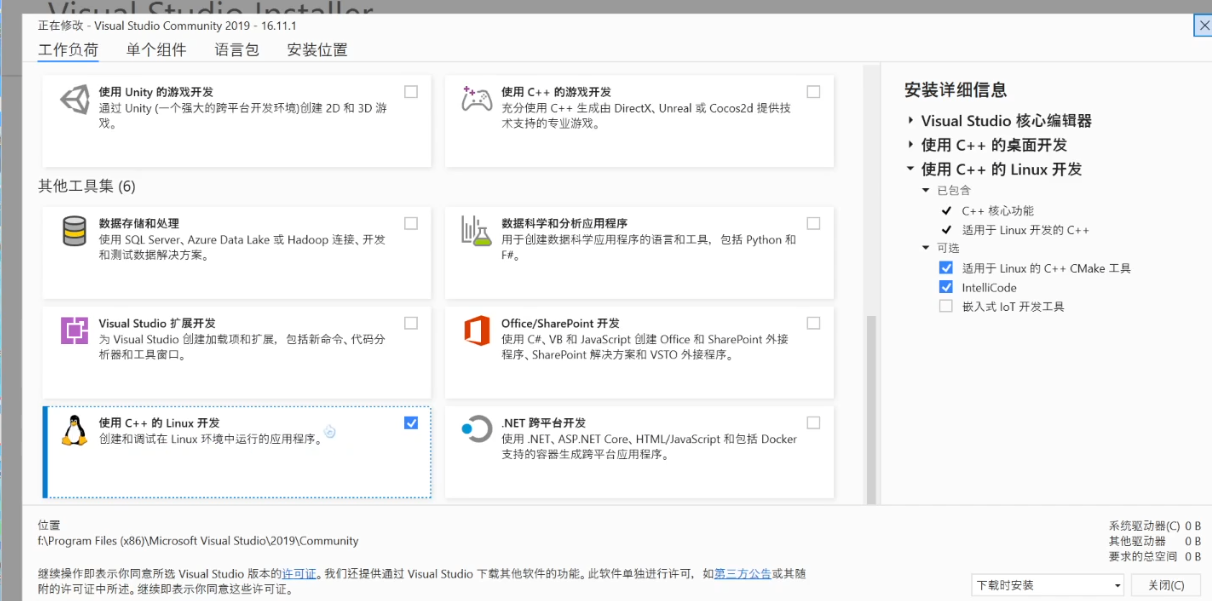 Visual Studio Installer
正在修改 - Visual Studio Community 2019 - 16.11.1
工作负荷 单个组件 语言包 安装位置
使用 Unity 的游戏开发
通过 Unity (一个强大的跨平台开发环境)创建 2D 和 3D 游
戏。
使用 C++ 的游戏开发
充分使用 C++ 生成由 DirectX、Unreal 或 Cocos2d 提供技
术支持的专业游戏。
其他工具集 (6)
数据存储和处理
使用 SQL Server、Azure Data Lake 或 Hadoop 连接、开发
和测试数据解决方案。
数据科学和分析应用程序
用于创建数据科学应用程序的语言和工具，包括 Python 和
F#。
Visual Studio 扩展开发
为 Visual Studio 创建加载项和扩展，包括新命令、代码分
析器和工具窗口。
Office/SharePoint 开发
使用 C#、VB 和 JavaScript 创建 Office 和 SharePoint 外接
程序、SharePoint 解决方案和 VSTO 外接程序。
使用 C++ 的 Linux 开发
创建和调试在 Linux 环境中运行的应用程序。
.NET 跨平台开发
使用 .NET、ASP.NET Core、HTML/JavaScript 和包括 Docker
支持的容器生成跨平台应用程序。
安装详细信息
Visual Studio 核心编辑器
使用 C++ 的桌面开发
使用 C++ 的 Linux 开发
已包含
C++ 核心功能
适用于 Linux 开发的 C++
可选
适用于 Linux 的 C++ CMake 工具
IntelliCode
嵌入式 IoT 开发工具
位置
f:\Program Files (x86)\Microsoft Visual Studio\2019\Community
系统驱动器(C) 0 B
其他驱动器 0 B
要求的总空间 0 B
继续操作即表示你同意所选 Visual Studio 版本的许可证。我们还提供通过 Visual Studio 下载其他软件的功能。此软件单独进行许可，如第三方公告或其随
附的许可证中所述。继续即表示你同意这些许可证。
下载时安装
关闭(C)